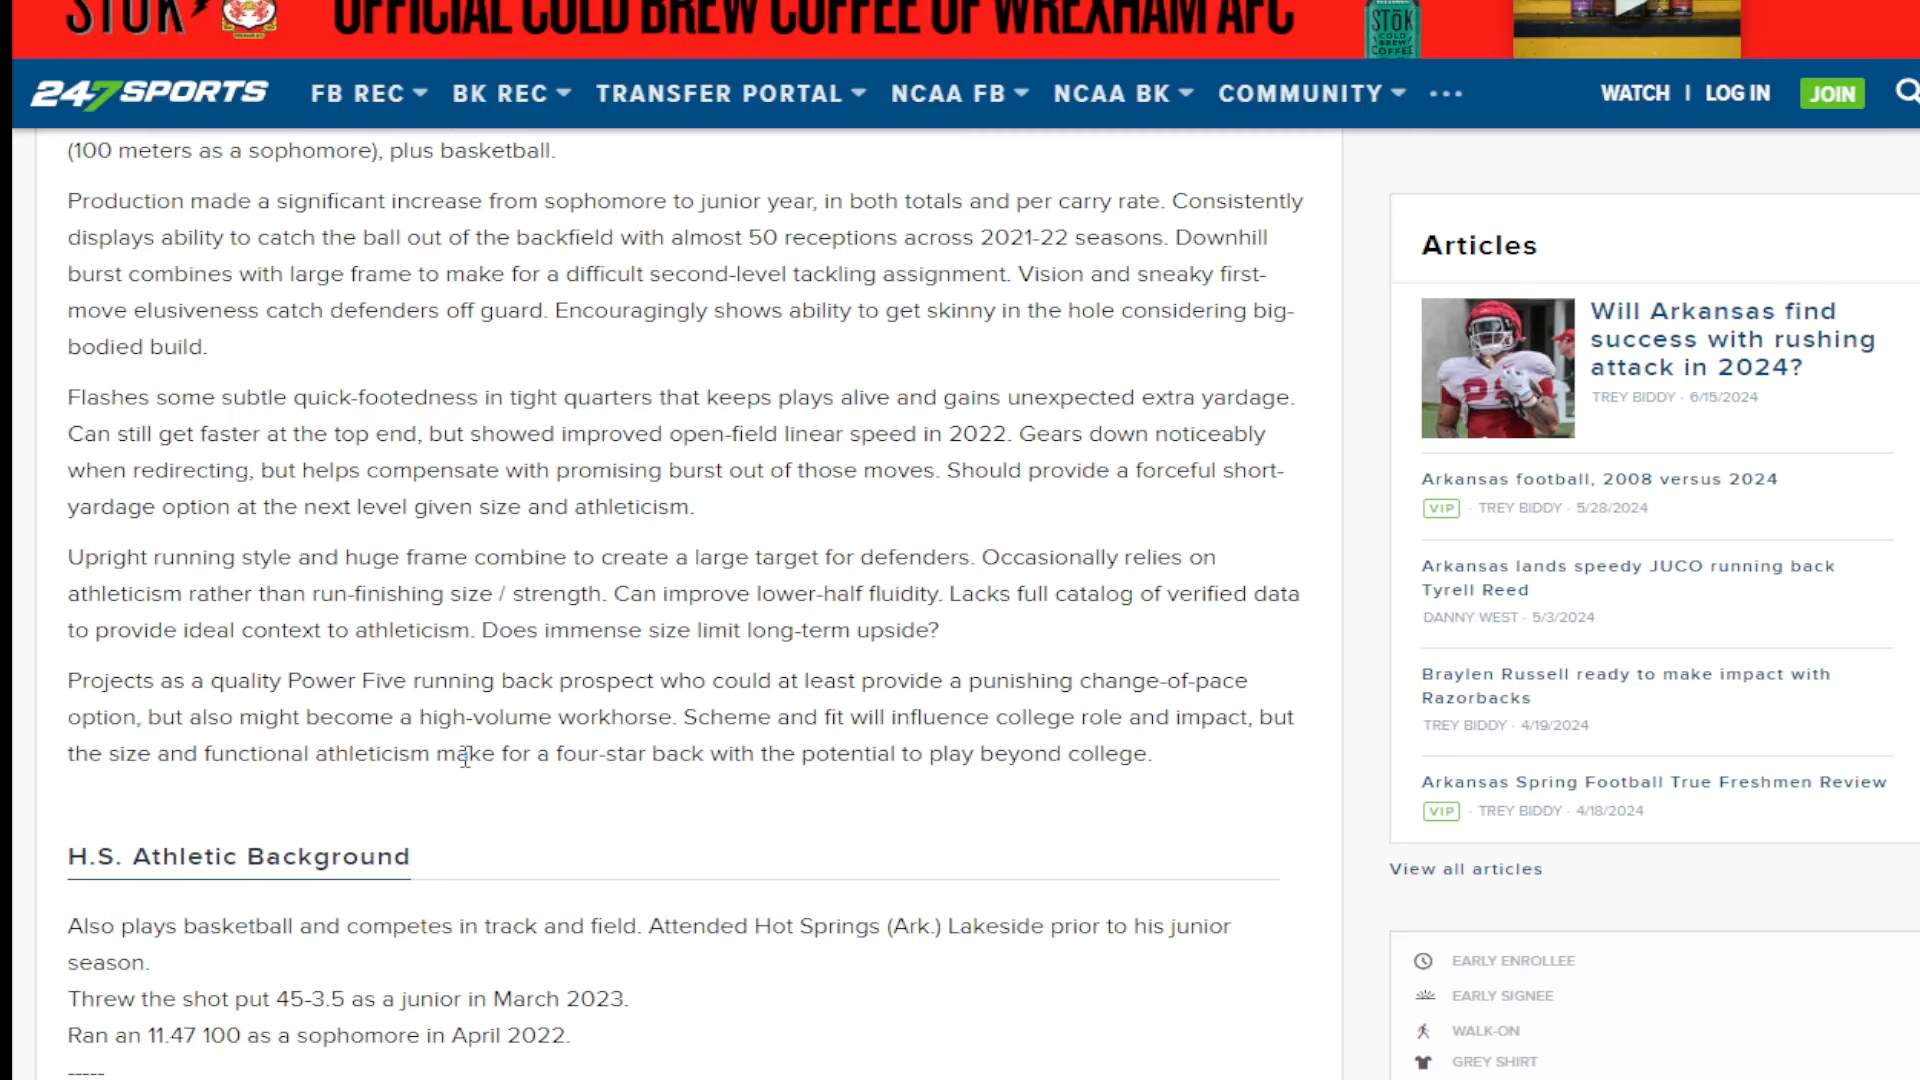 STōK
OFFICIAL COLD BREW COFFEE OF WREXHAM AFC
STōK
COLD
BREW
COFFEE
247SPORTS
FB REC
BK REC
TRANSFER PORTAL
NCAA FB
NCAA BK
COMMUNITY
WATCH | LOG IN
JOIN
(100 meters as a sophomore), plus basketball.
Production made a significant increase from sophomore to junior year, in both totals and per carry rate. Consistently
displays ability to catch the ball out of the backfield with almost 50 receptions across 2021-22 seasons. Downhill
burst combines with large frame to make for a difficult second-level tackling assignment. Vision and sneaky first-
move elusiveness catch defenders off guard. Encouragingly shows ability to get skinny in the hole considering big-
bodied build.
Flashes some subtle quick-footedness in tight quarters that keeps plays alive and gains unexpected extra yardage.
Can still get faster at the top end, but showed improved open-field linear speed in 2022. Gears down noticeably
when redirecting, but helps compensate with promising burst out of those moves. Should provide a forceful short-
yardage option at the next level given size and athleticism.
Upright running style and huge frame combine to create a large target for defenders. Occasionally relies on
athleticism rather than run-finishing size / strength. Can improve lower-half fluidity. Lacks full catalog of verified data
to provide ideal context to athleticism. Does immense size limit long-term upside?
Projects as a quality Power Five running back prospect who could at least provide a punishing change-of-pace
option, but also might become a high-volume workhorse. Scheme and fit will influence college role and impact, but
the size and functional athleticism make for a four-star back with the potential to play beyond college.
H.S. Athletic Background
Also plays basketball and competes in track and field. Attended Hot Springs (Ark.) Lakeside prior to his junior
season.
Threw the shot put 45-3.5 as a junior in March 2023.
Ran an 11.47 100 as a sophomore in April 2022.
-----
Articles
Will Arkansas find
success with rushing
attack in 2024?
TREY BIDDY · 6/15/2024
Arkansas football, 2008 versus 2024
VIP · TREY BIDDY · 5/28/2024
Arkansas lands speedy JUCO running back
Tyrell Reed
DANNY WEST · 5/3/2024
Braylen Russell ready to make impact with
Razorbacks
TREY BIDDY · 4/19/2024
Arkansas Spring Football True Freshmen Review
VIP · TREY BIDDY · 4/18/2024
View all articles
EARLY ENROLLEE
EARLY SIGNEE
WALK-ON
GREY SHIRT